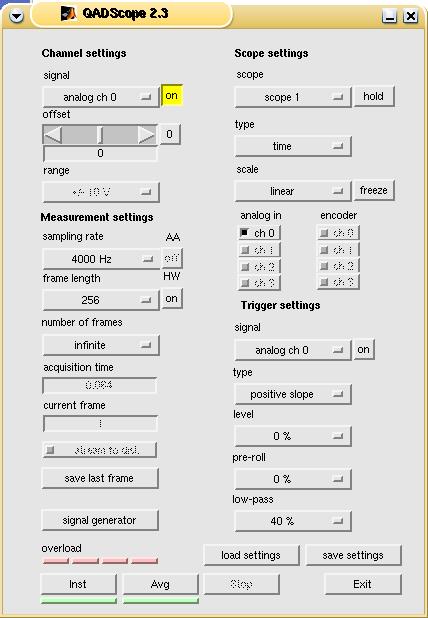 QADScope 2.3
Channel settings
signal
analog ch 0 on
offset
0
0
range
+/- 10 V
Measurement settings
sampling rate AA
4000 Hz off
frame length HW
256 on
number of frames
infinite
acquisition time
0.064
current frame
1
stream to disk
save last frame
signal generator
overload
Scope settings
scope
scope 1 hold
type
time
scale
linear freeze
analog in encoder
ch 0 ch 0
ch 1 ch 1
ch 2 ch 2
ch 3 ch 3
Trigger settings
signal
analog ch 0 on
type
positive slope
level
0 %
pre-roll
0 %
low-pass
40 %
load settings save settings
Inst Avg Stop Exit